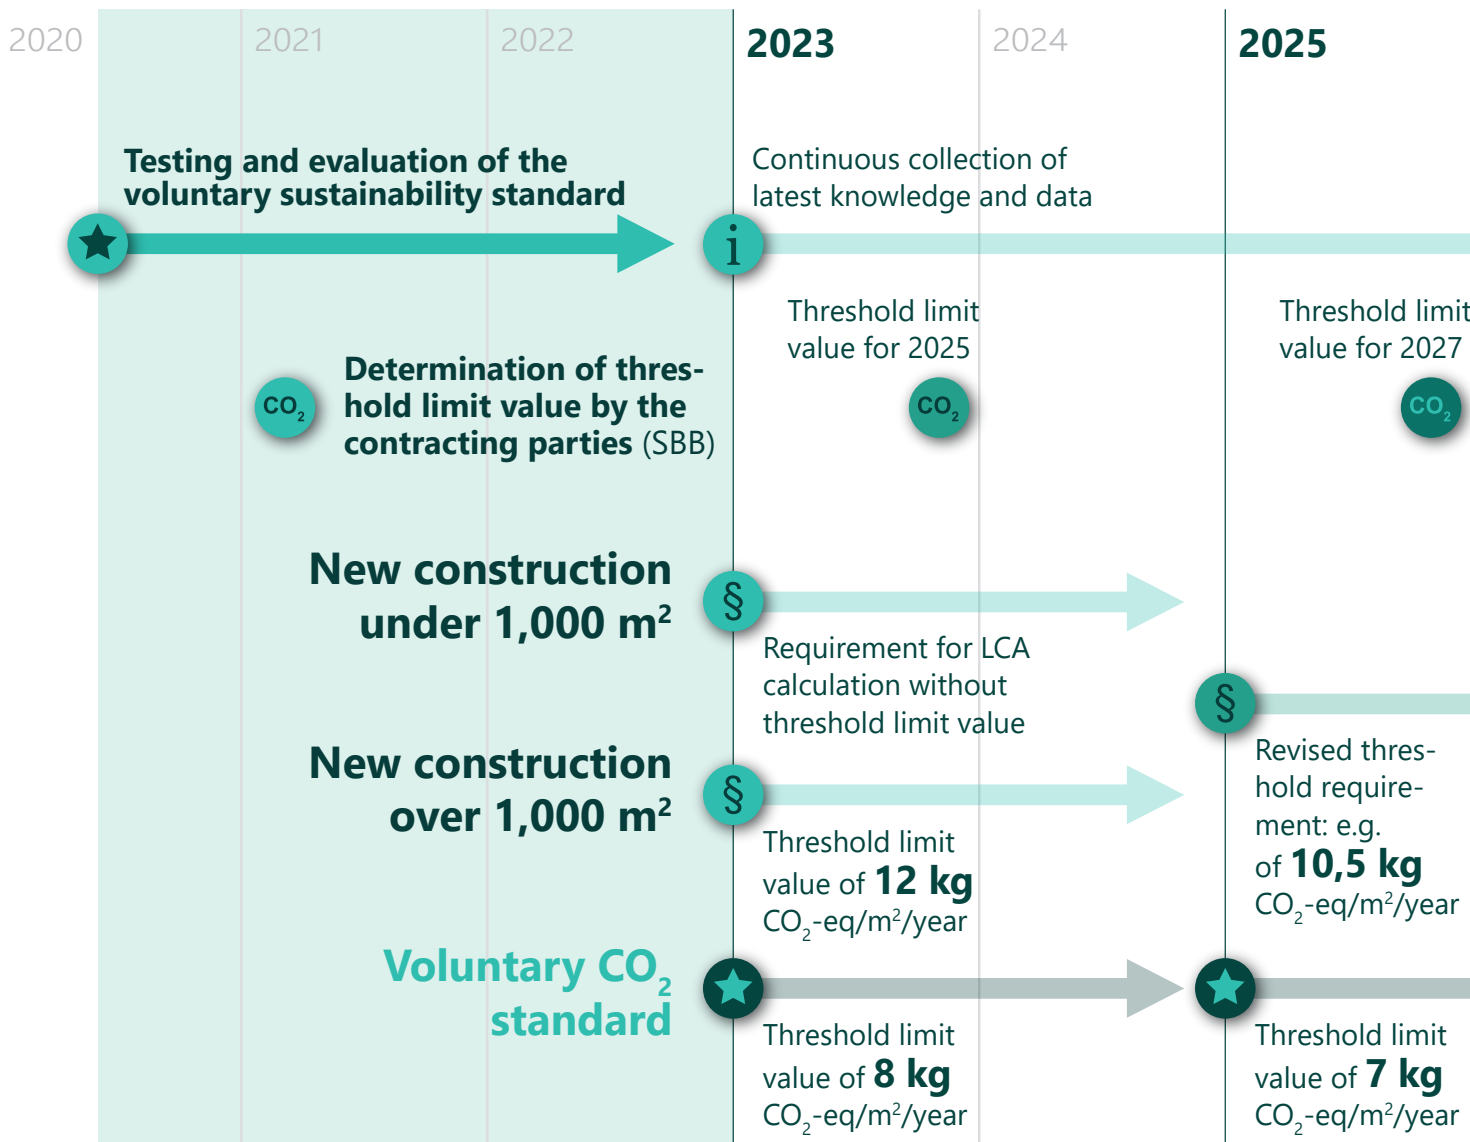 2020
2021
2022
2023
2024
2025
Testing and evaluation of the
voluntary sustainability standard
i
Continuous collection of
latest knowledge and data
CO₂
Determination of thres-
hold limit value by the
contracting parties (SBB)
Threshold limit
value for 2025
CO₂
Threshold limit
value for 2027
CO₂
New construction
under 1,000 m²
§
Requirement for LCA
calculation without
threshold limit value
New construction
over 1,000 m²
§
Threshold limit
value of 12 kg
CO₂-eq/m²/year
§
Revised thres-
hold require-
ment: e.g.
of 10,5 kg
CO₂-eq/m²/year
Voluntary CO₂
standard
Threshold limit
value of 8 kg
CO₂-eq/m²/year
Threshold limit
value of 7 kg
CO₂-eq/m²/year